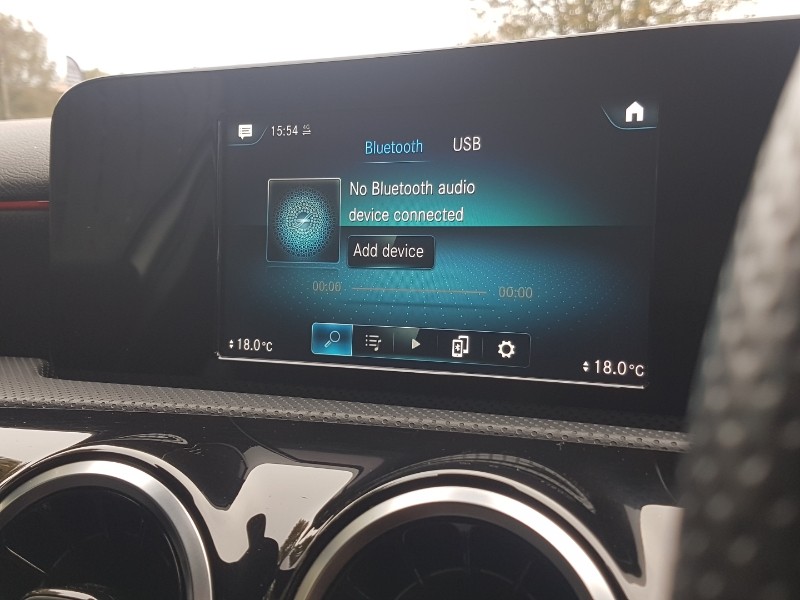 15:54 4G
Bluetooth USB
No Bluetooth audio
device connected
Add device
00:00 00:00
18.0°C 18.0°C